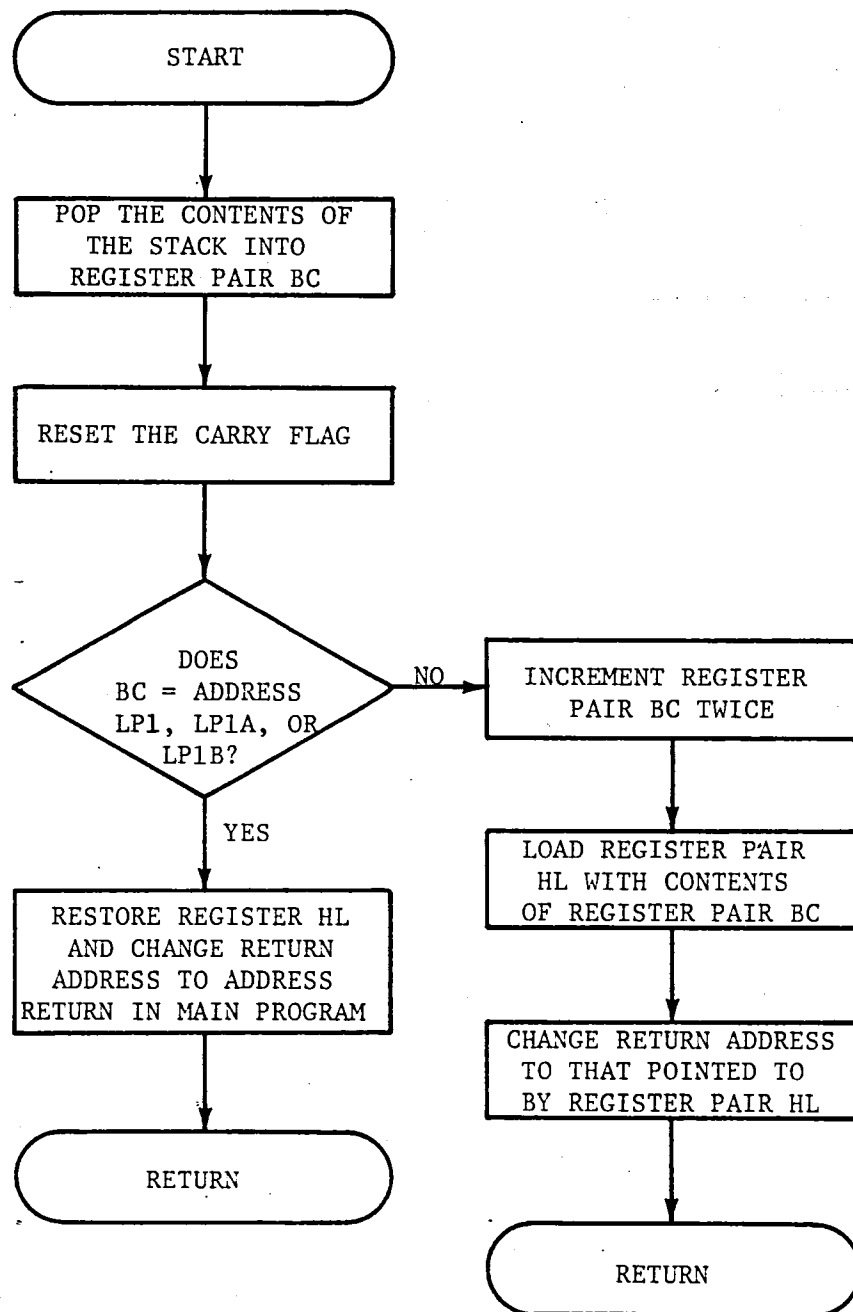 START
POP THE CONTENTS OF
THE STACK INTO
REGISTER PAIR BC
RESET THE CARRY FLAG
DOES
BC = ADDRESS
LP1, LP1A, OR
LP1B?
NO
INCREMENT REGISTER
PAIR BC TWICE
YES
LOAD REGISTER PAIR
HL WITH CONTENTS
OF REGISTER PAIR BC
RESTORE REGISTER HL
AND CHANGE RETURN
ADDRESS TO ADDRESS
RETURN IN MAIN PROGRAM
CHANGE RETURN ADDRESS
TO THAT POINTED TO
BY REGISTER PAIR HL
RETURN
RETURN